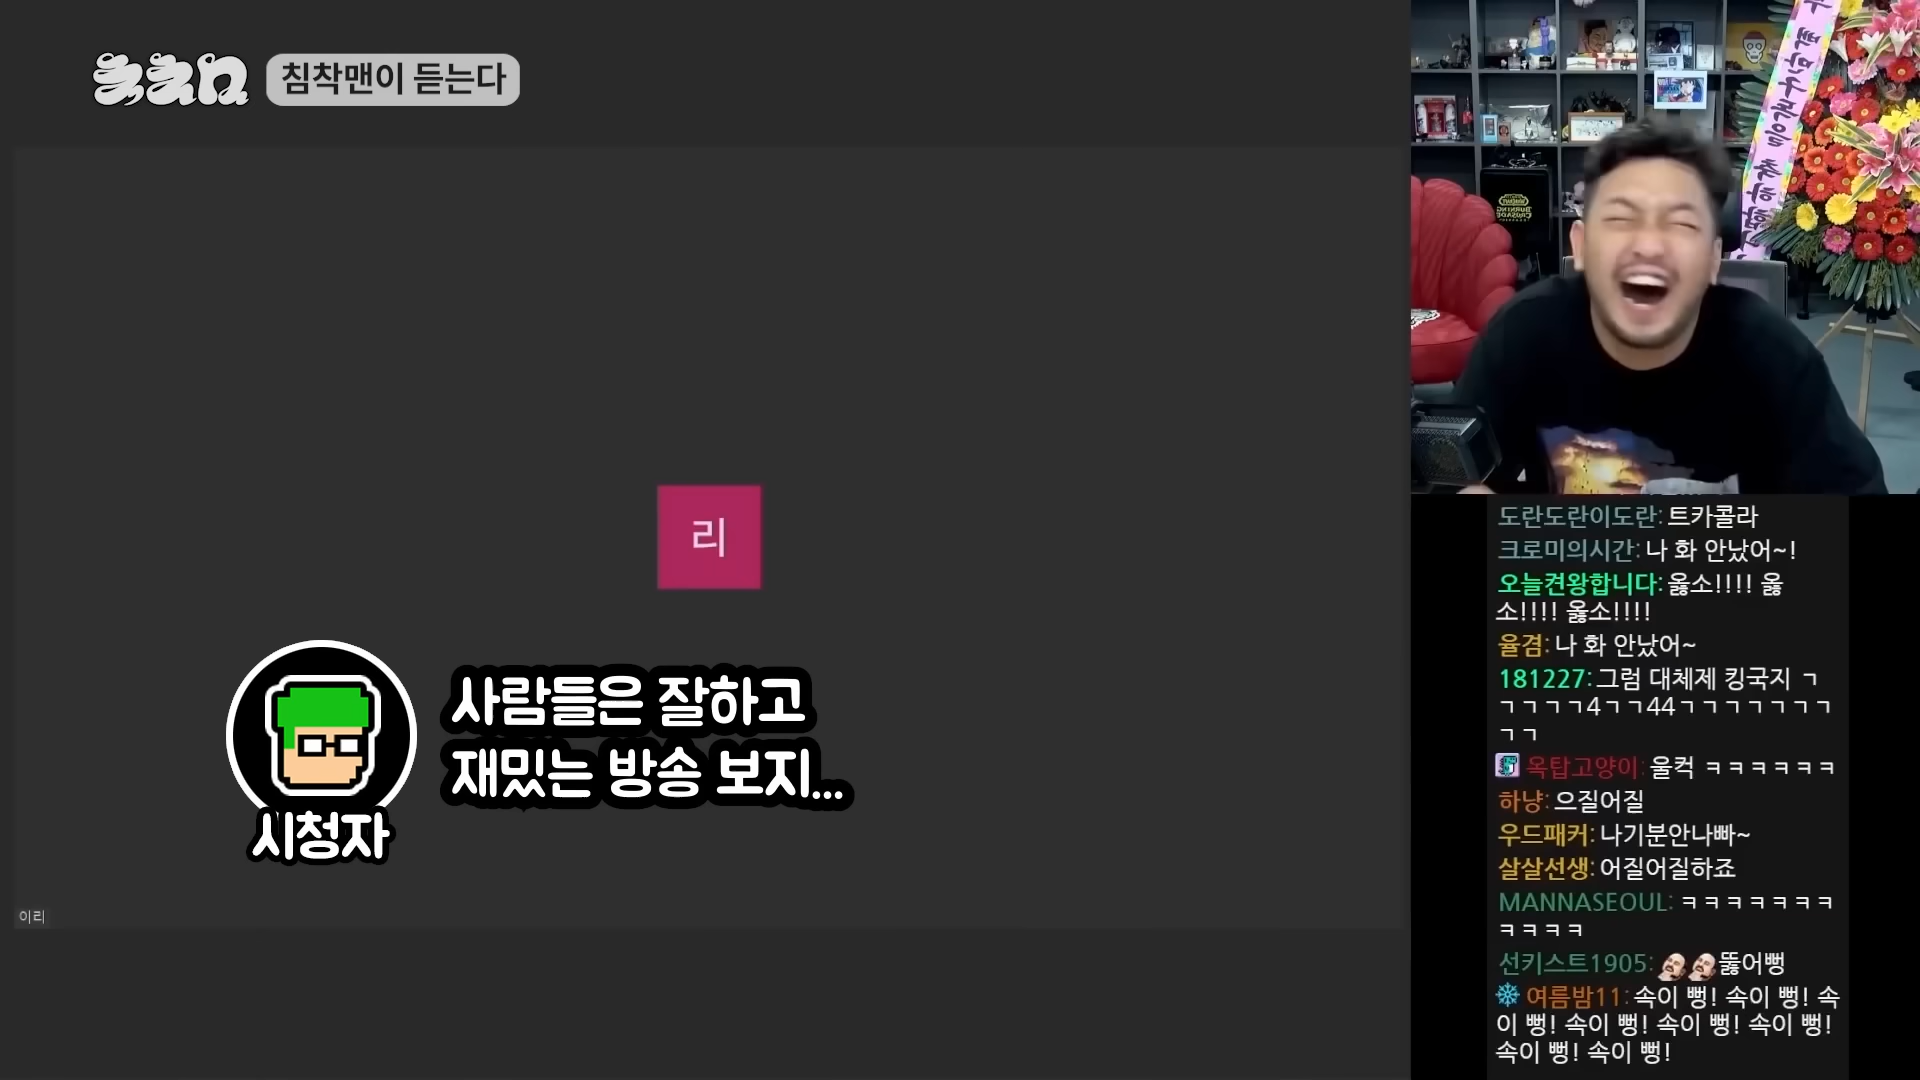 침착맨이 듣는다
리
사람들은 잘하고
재밌는 방송 보지...
시청자
이리
도란도란이도란: 트카콜라
크로미의시간: 나 화 안났어~!
오늘켠왕합니다: 옳소!!!! 옳
소!!!! 옳소!!!!
율겸: 나 화 안났어~
181227: 그럼 대체제 킹국지 ㄱ
ㄱㄱㄱㄱ4ㄱㄱ44ㄱㄱㄱㄱㄱㄱㄱㄱ
ㄱㄱ
옥탑고양이: 울컥 ㅋㅋㅋㅋㅋㅋ
하냥: 으질어질
우드패커: 나기분안나빠~
살살선생: 어질어질하죠
MANNASEOUL: ㅋㅋㅋㅋㅋㅋㅋ
ㅋㅋㅋㅋ
선키스트1905: 뚫어뻥
여름밤11: 속이 뻥! 속이 뻥! 속
이 뻥! 속이 뻥! 속이 뻥! 속이 뻥!
속이 뻥! 속이 뻥!